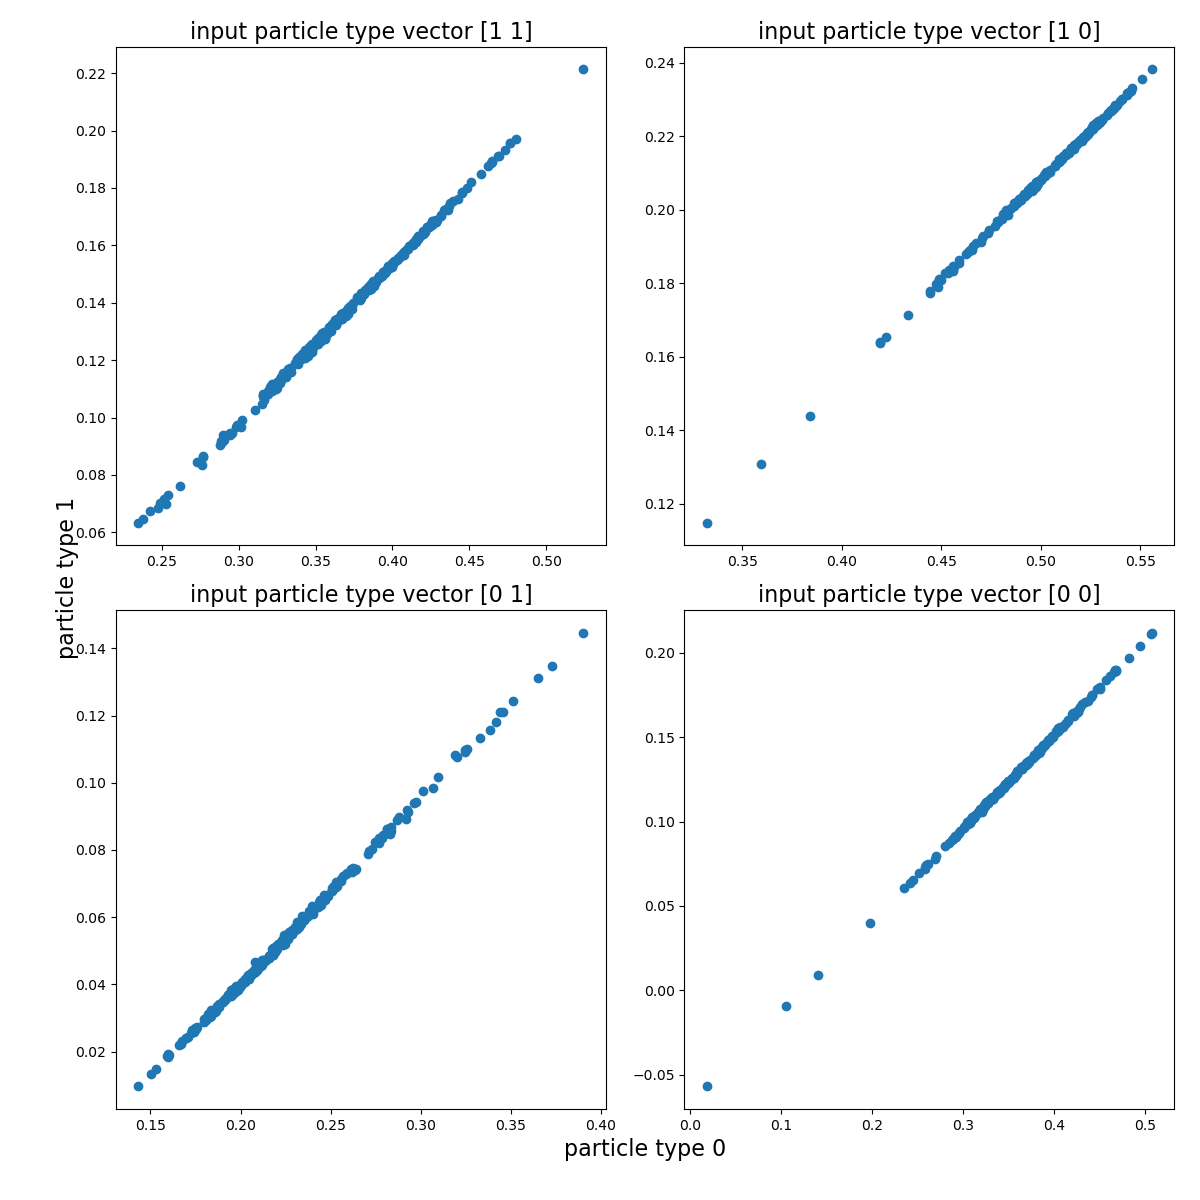 input particle type vector [1 1]
0.22
0.20
0.18
0.16
0.14
0.12
0.10
0.08
0.06
0.25 0.30 0.35 0.40 0.45 0.50
input particle type vector [1 0]
0.24
0.22
0.20
0.18
0.16
0.14
0.12
0.35 0.40 0.45 0.50 0.55
particle type 1
input particle type vector [0 1]
0.14
0.12
0.10
0.08
0.06
0.04
0.02
0.15 0.20 0.25 0.30 0.35 0.40
input particle type vector [0 0]
0.20
0.15
0.10
0.05
0.00
−0.05
0.0 0.1 0.2 0.3 0.4 0.5
particle type 0